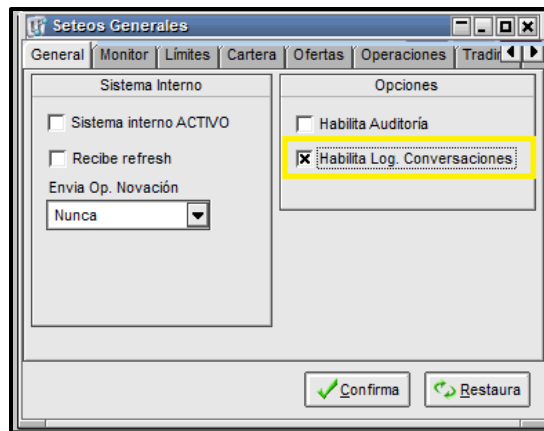 Seteos Generales
General Monitor Límites Cartera Ofertas Operaciones
Sistema Interno
Sistema interno ACTIVO
Recibe refresh
Envia Op. Novación
Nunca
Opciones
Habilita Auditoría
Habilita Log. Conversaciones
Confirma Restaura